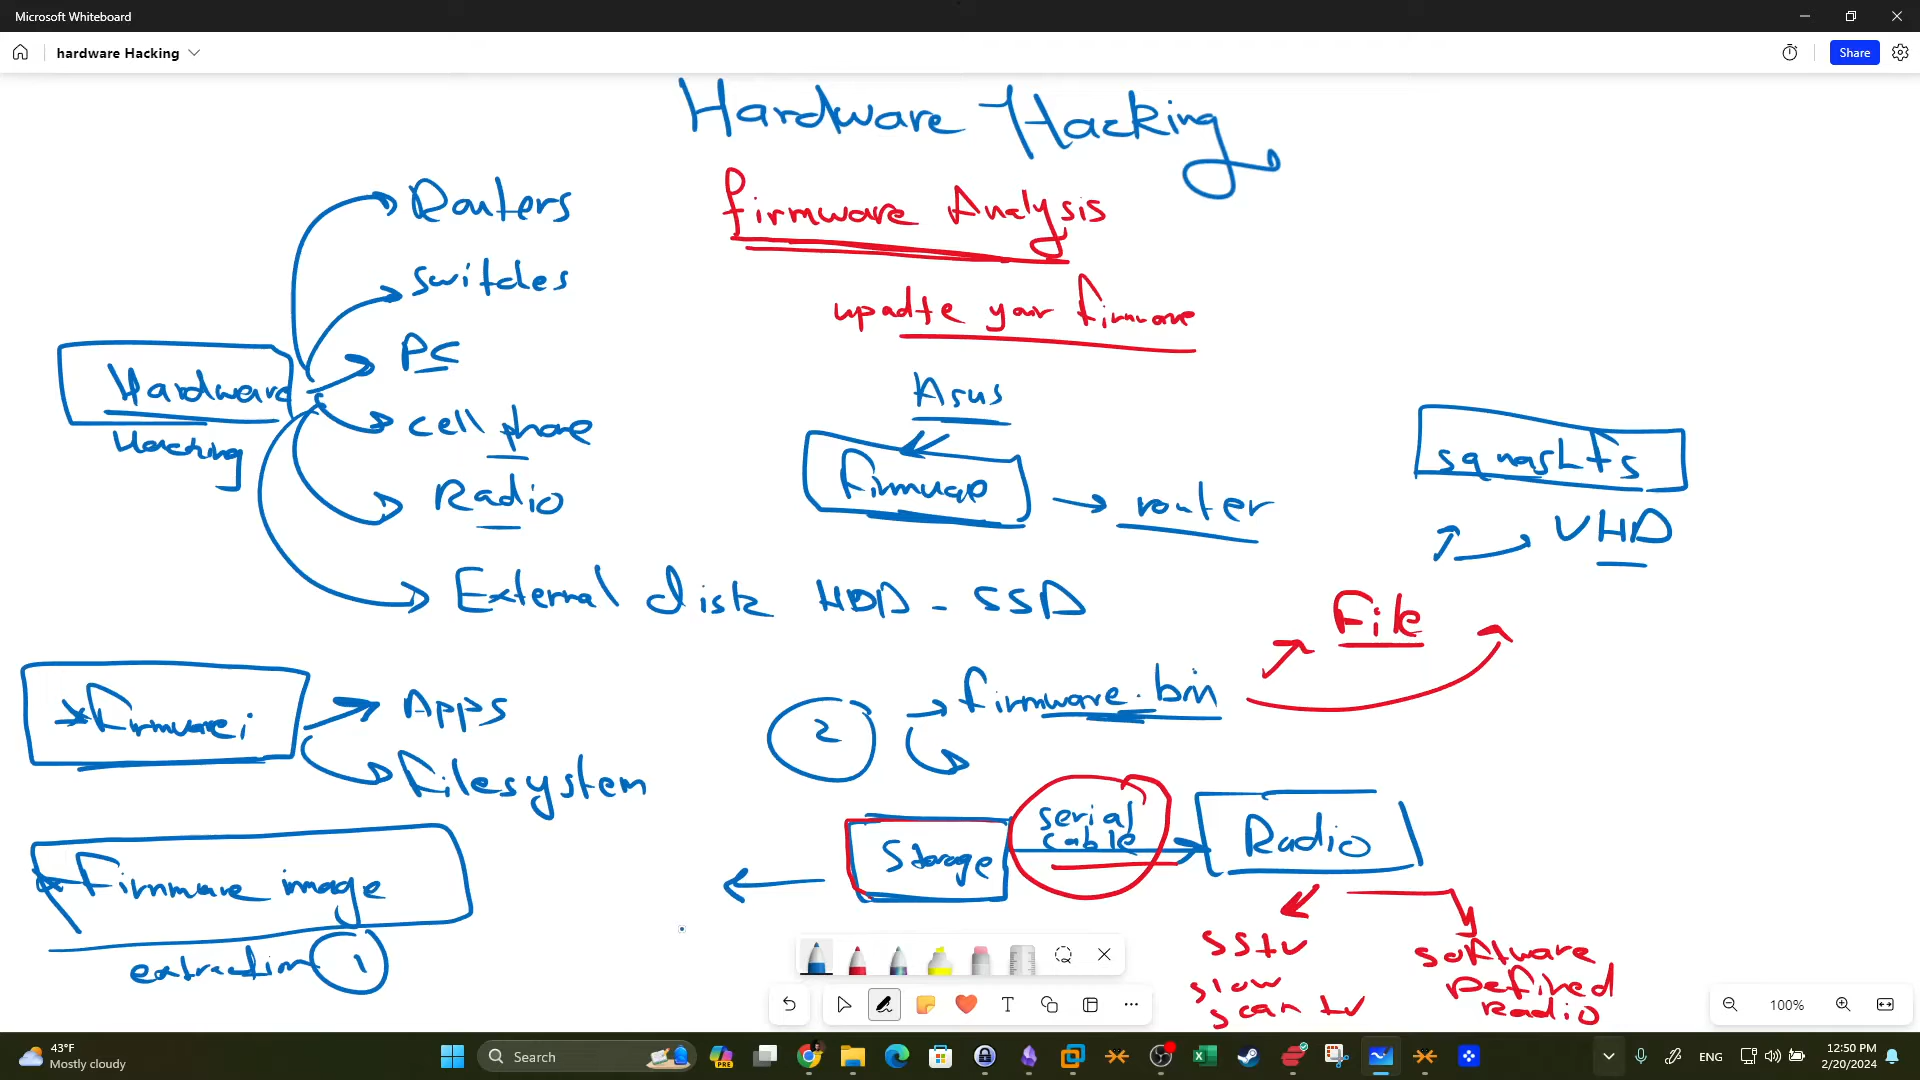 Microsoft Whiteboard
hardware Hacking
Share
Hardware Hacking
Routers
firmware Analysis
switches
upadte your firmware
PC
Hardware
Hacking
Asus
cell phone
firmware
squashfs
Radio
router
VHD
External disk HDD - SSD
File
firmware.bin
*firmware:
Apps
2
Filesystem
serial
cable
Storage
Radio
*Firmware image
extraction 1
SSTV
slow
scan tv
software
Defined
Radio
100%
43°F
Mostly cloudy
Search
PRE
ENG
12:50 PM
2/20/2024